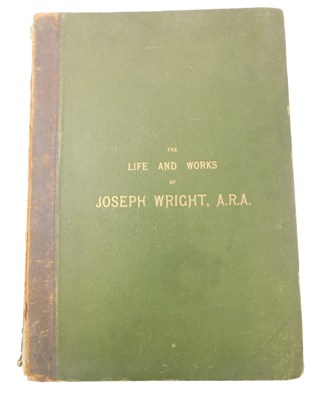 THE
LIFE AND WORKS
OF
JOSEPH WRIGHT, A.R.A.